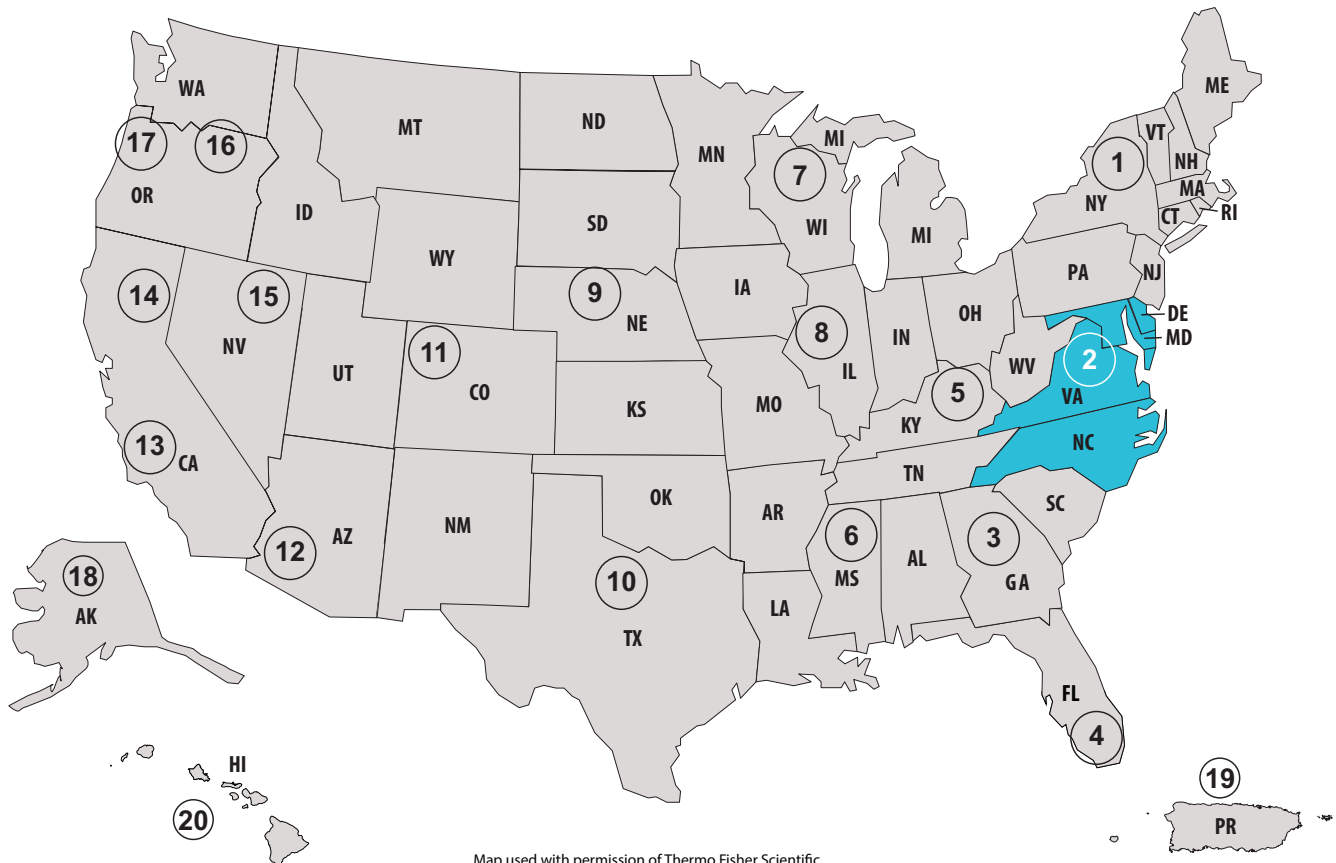 ME
WA
VT
ND
MT
17
16
MI
MN
1
NH
7
MA
OR
NY
RI
ID
SD
CT
WI
MI
WY
PA
NJ
14
15
9
IA
DE
OH
NE
8
IN
MD
NV
11
2
WV
UT
IL
CO
5
VA
MO
KS
KY
13
NC
CA
TN
OK
SC
AR
NM
AZ
6
3
12
AL
18
10
MS
GA
LA
AK
TX
FL
4
HI
19
20
PR
Map used with permission of Thermo Fisher Scientific